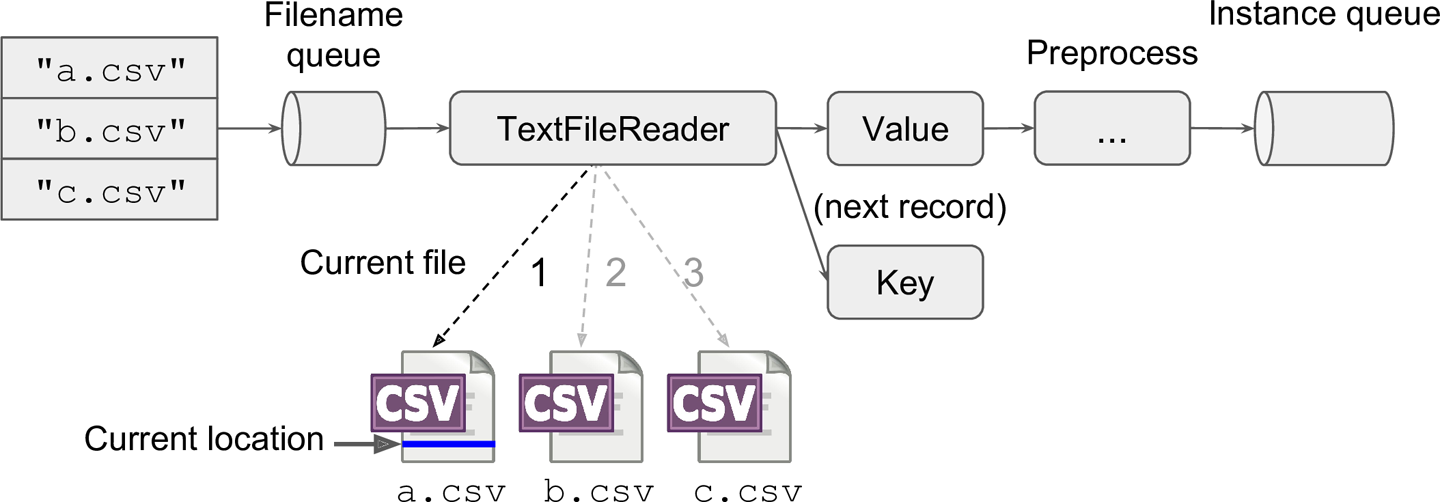 Filename
queue
Instance queue
Preprocess
"a.csv"
"b.csv"
"c.csv"
TextFileReader
Value
...
(next record)
Key
Current file
1
2
3
CSV
CSV
CSV
Current location
a.csv
b.csv
c.csv